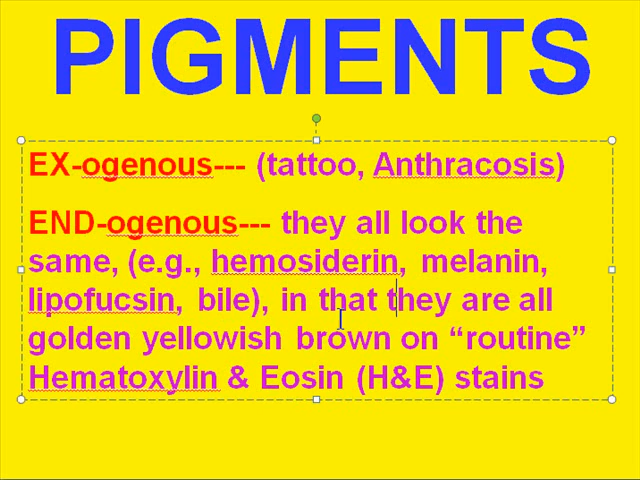 PIGMENTS
EX-ogenous--- (tattoo, Anthracosis)
END-ogenous--- they all look the
same, (e.g., hemosiderin, melanin,
lipofucsin, bile), in that they are all
golden yellowish brown on “routine”
Hematoxylin & Eosin (H&E) stains